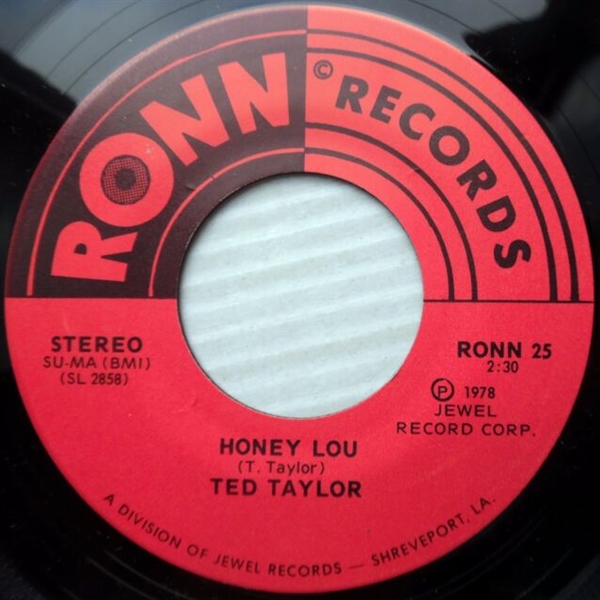 RONN
© RECORDS
STEREO
SU-MA (BMI)
(SL 2858)
RONN 25
2:30
℗ 1978
JEWEL
RECORD CORP.
HONEY LOU
(T. Taylor)
TED TAYLOR
A DIVISION OF JEWEL RECORDS — SHREVEPORT, LA.